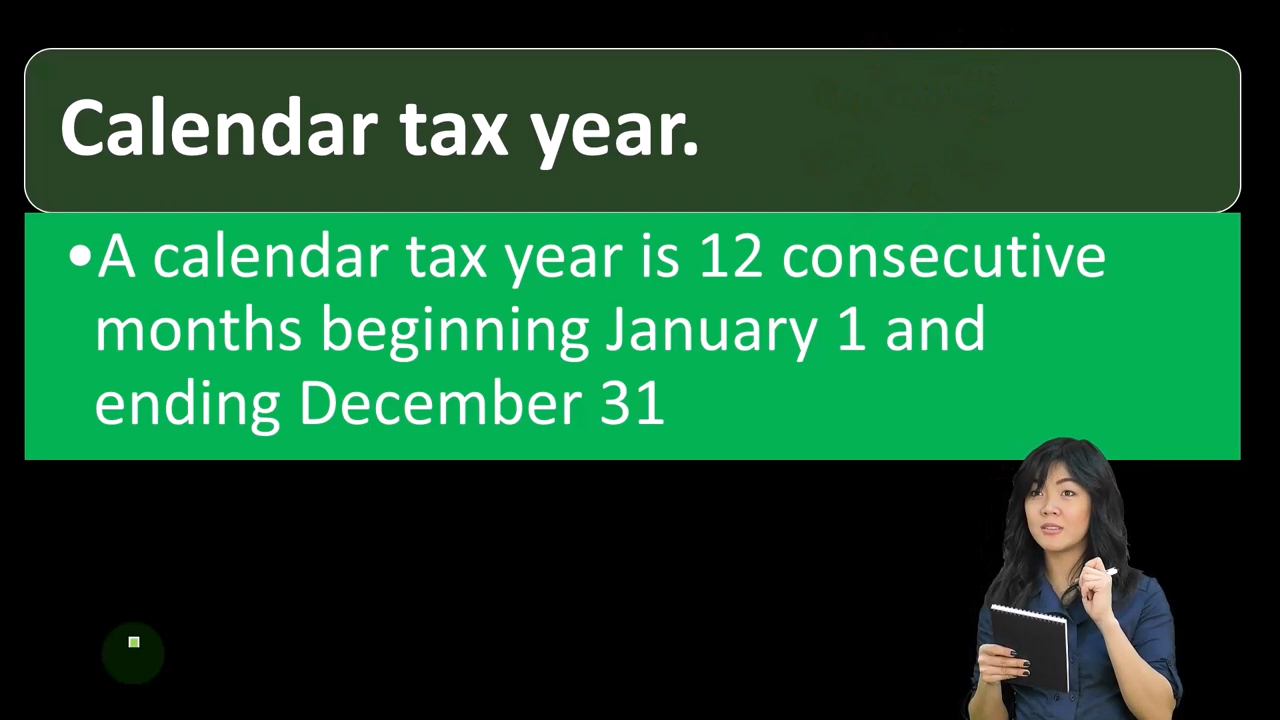 Calendar tax year.
•A calendar tax year is 12 consecutive
months beginning January 1 and
ending December 31